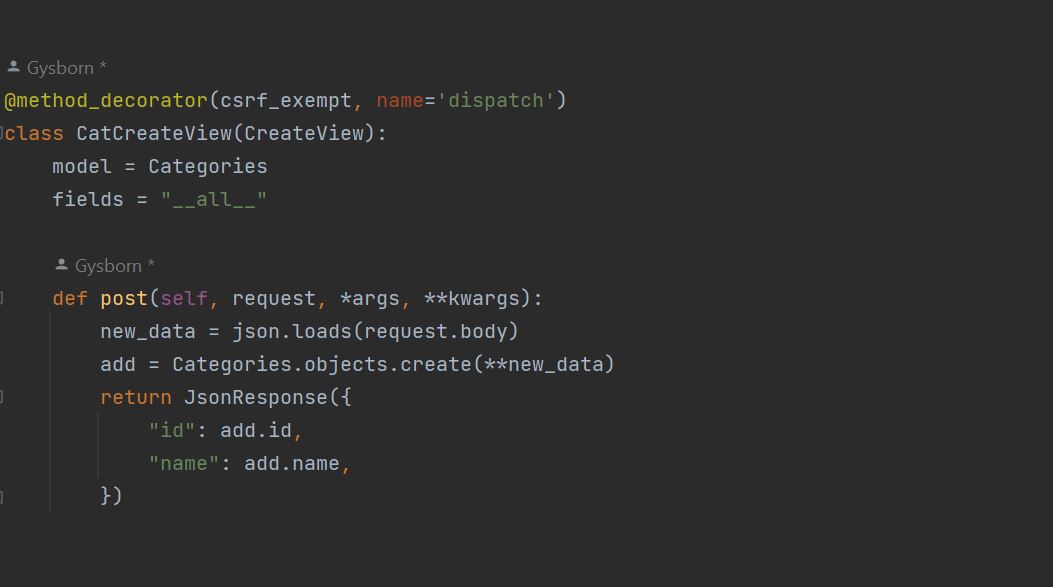 Gysborn *
@method_decorator(csrf_exempt, name='dispatch')
class CatCreateView(CreateView):
    model = Categories
    fields = "__all__"
Gysborn *
    def post(self, request, *args, **kwargs):
        new_data = json.loads(request.body)
        add = Categories.objects.create(**new_data)
        return JsonResponse({
            "id": add.id,
            "name": add.name,
        })